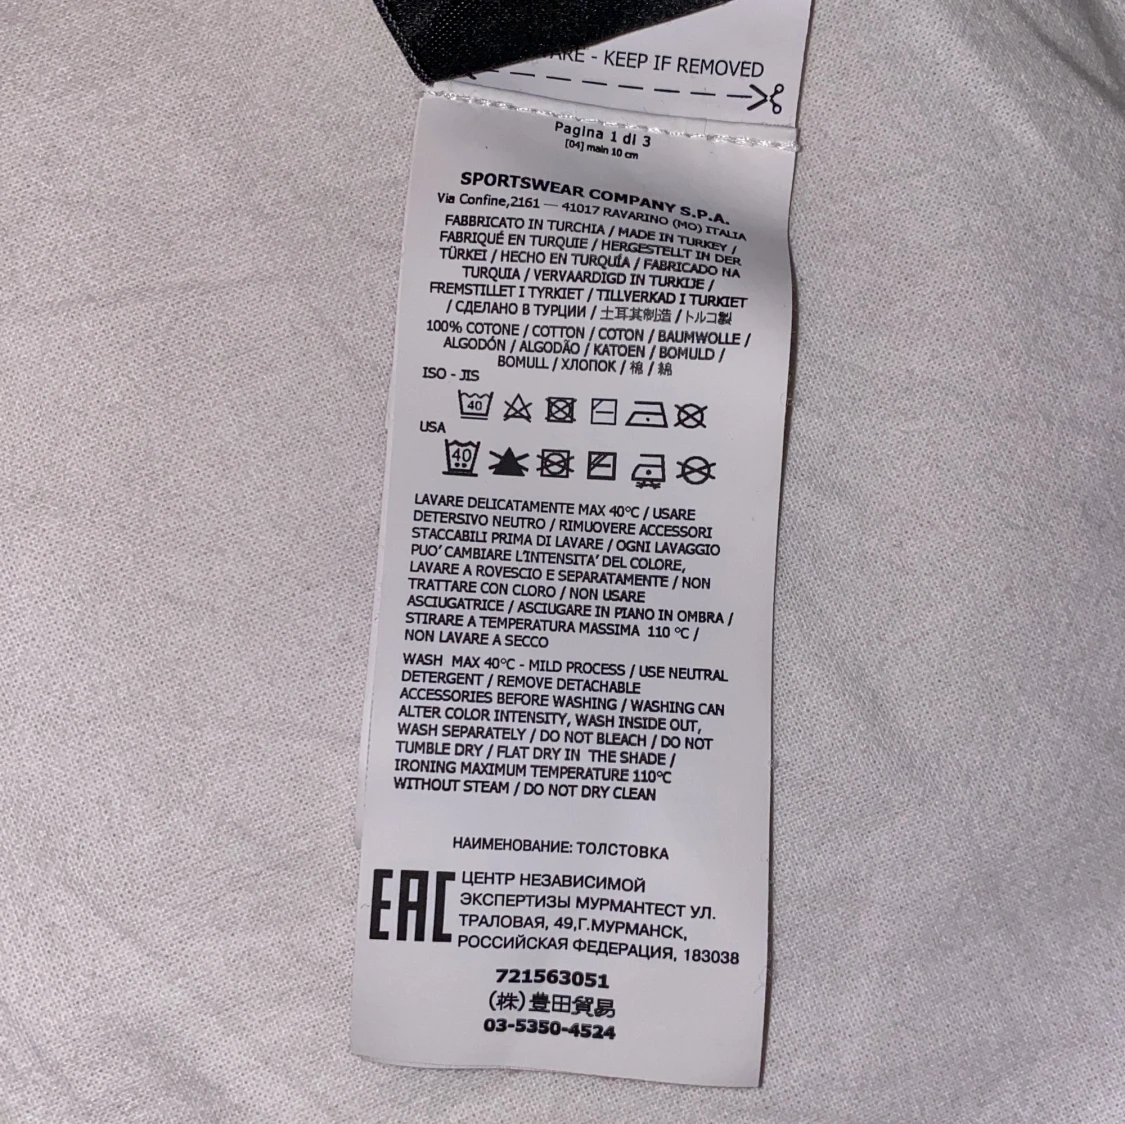 ARE - KEEP IF REMOVED
Pagina 1 di 3
[04] main 10 cm
SPORTSWEAR COMPANY S.P.A.
Via Confine,2161 — 41017 RAVARINO (MO) ITALIA
FABBRICATO IN TURCHIA / MADE IN TURKEY /
FABRIQUÉ EN TURQUIE / HERGESTELLT IN DER
TÜRKEI / HECHO EN TURQUÍA / FABRICADO NA
TURQUIA / VERVAARDIGD IN TURKIJE /
FREMSTILLET I TYRKIET / TILLVERKAD I TURKIET
/ СДЕЛАНО В ТУРЦИИ / 土耳其制造 / トルコ製
100% COTONE / COTTON / COTON / BAUMWOLLE /
ALGODÓN / ALGODÃO / KATOEN / BOMULD /
BOMULL / ХЛОПОК / 棉 / 綿
ISO - JIS
40
USA
40
LAVARE DELICATAMENTE MAX 40°C / USARE
DETERSIVO NEUTRO / RIMUOVERE ACCESSORI
STACCABILI PRIMA DI LAVARE / OGNI LAVAGGIO
PUO' CAMBIARE L'INTENSITA' DEL COLORE,
LAVARE A ROVESCIO E SEPARATAMENTE / NON
TRATTARE CON CLORO / NON USARE
ASCIUGATRICE / ASCIUGARE IN PIANO IN OMBRA /
STIRARE A TEMPERATURA MASSIMA 110 °C /
NON LAVARE A SECCO
WASH MAX 40°C - MILD PROCESS / USE NEUTRAL
DETERGENT / REMOVE DETACHABLE
ACCESSORIES BEFORE WASHING / WASHING CAN
ALTER COLOR INTENSITY, WASH INSIDE OUT,
WASH SEPARATELY / DO NOT BLEACH / DO NOT
TUMBLE DRY / FLAT DRY IN THE SHADE /
IRONING MAXIMUM TEMPERATURE 110°C
WITHOUT STEAM / DO NOT DRY CLEAN
НАИМЕНОВАНИЕ: ТОЛСТОВКА
EAC
ЦЕНТР НЕЗАВИСИМОЙ
ЭКСПЕРТИЗЫ МУРМАНТЕСТ УЛ.
ТРАЛОВАЯ, 49,Г.МУРМАНСК,
РОССИЙСКАЯ ФЕДЕРАЦИЯ, 183038
721563051
(株)豊田貿易
03-5350-4524